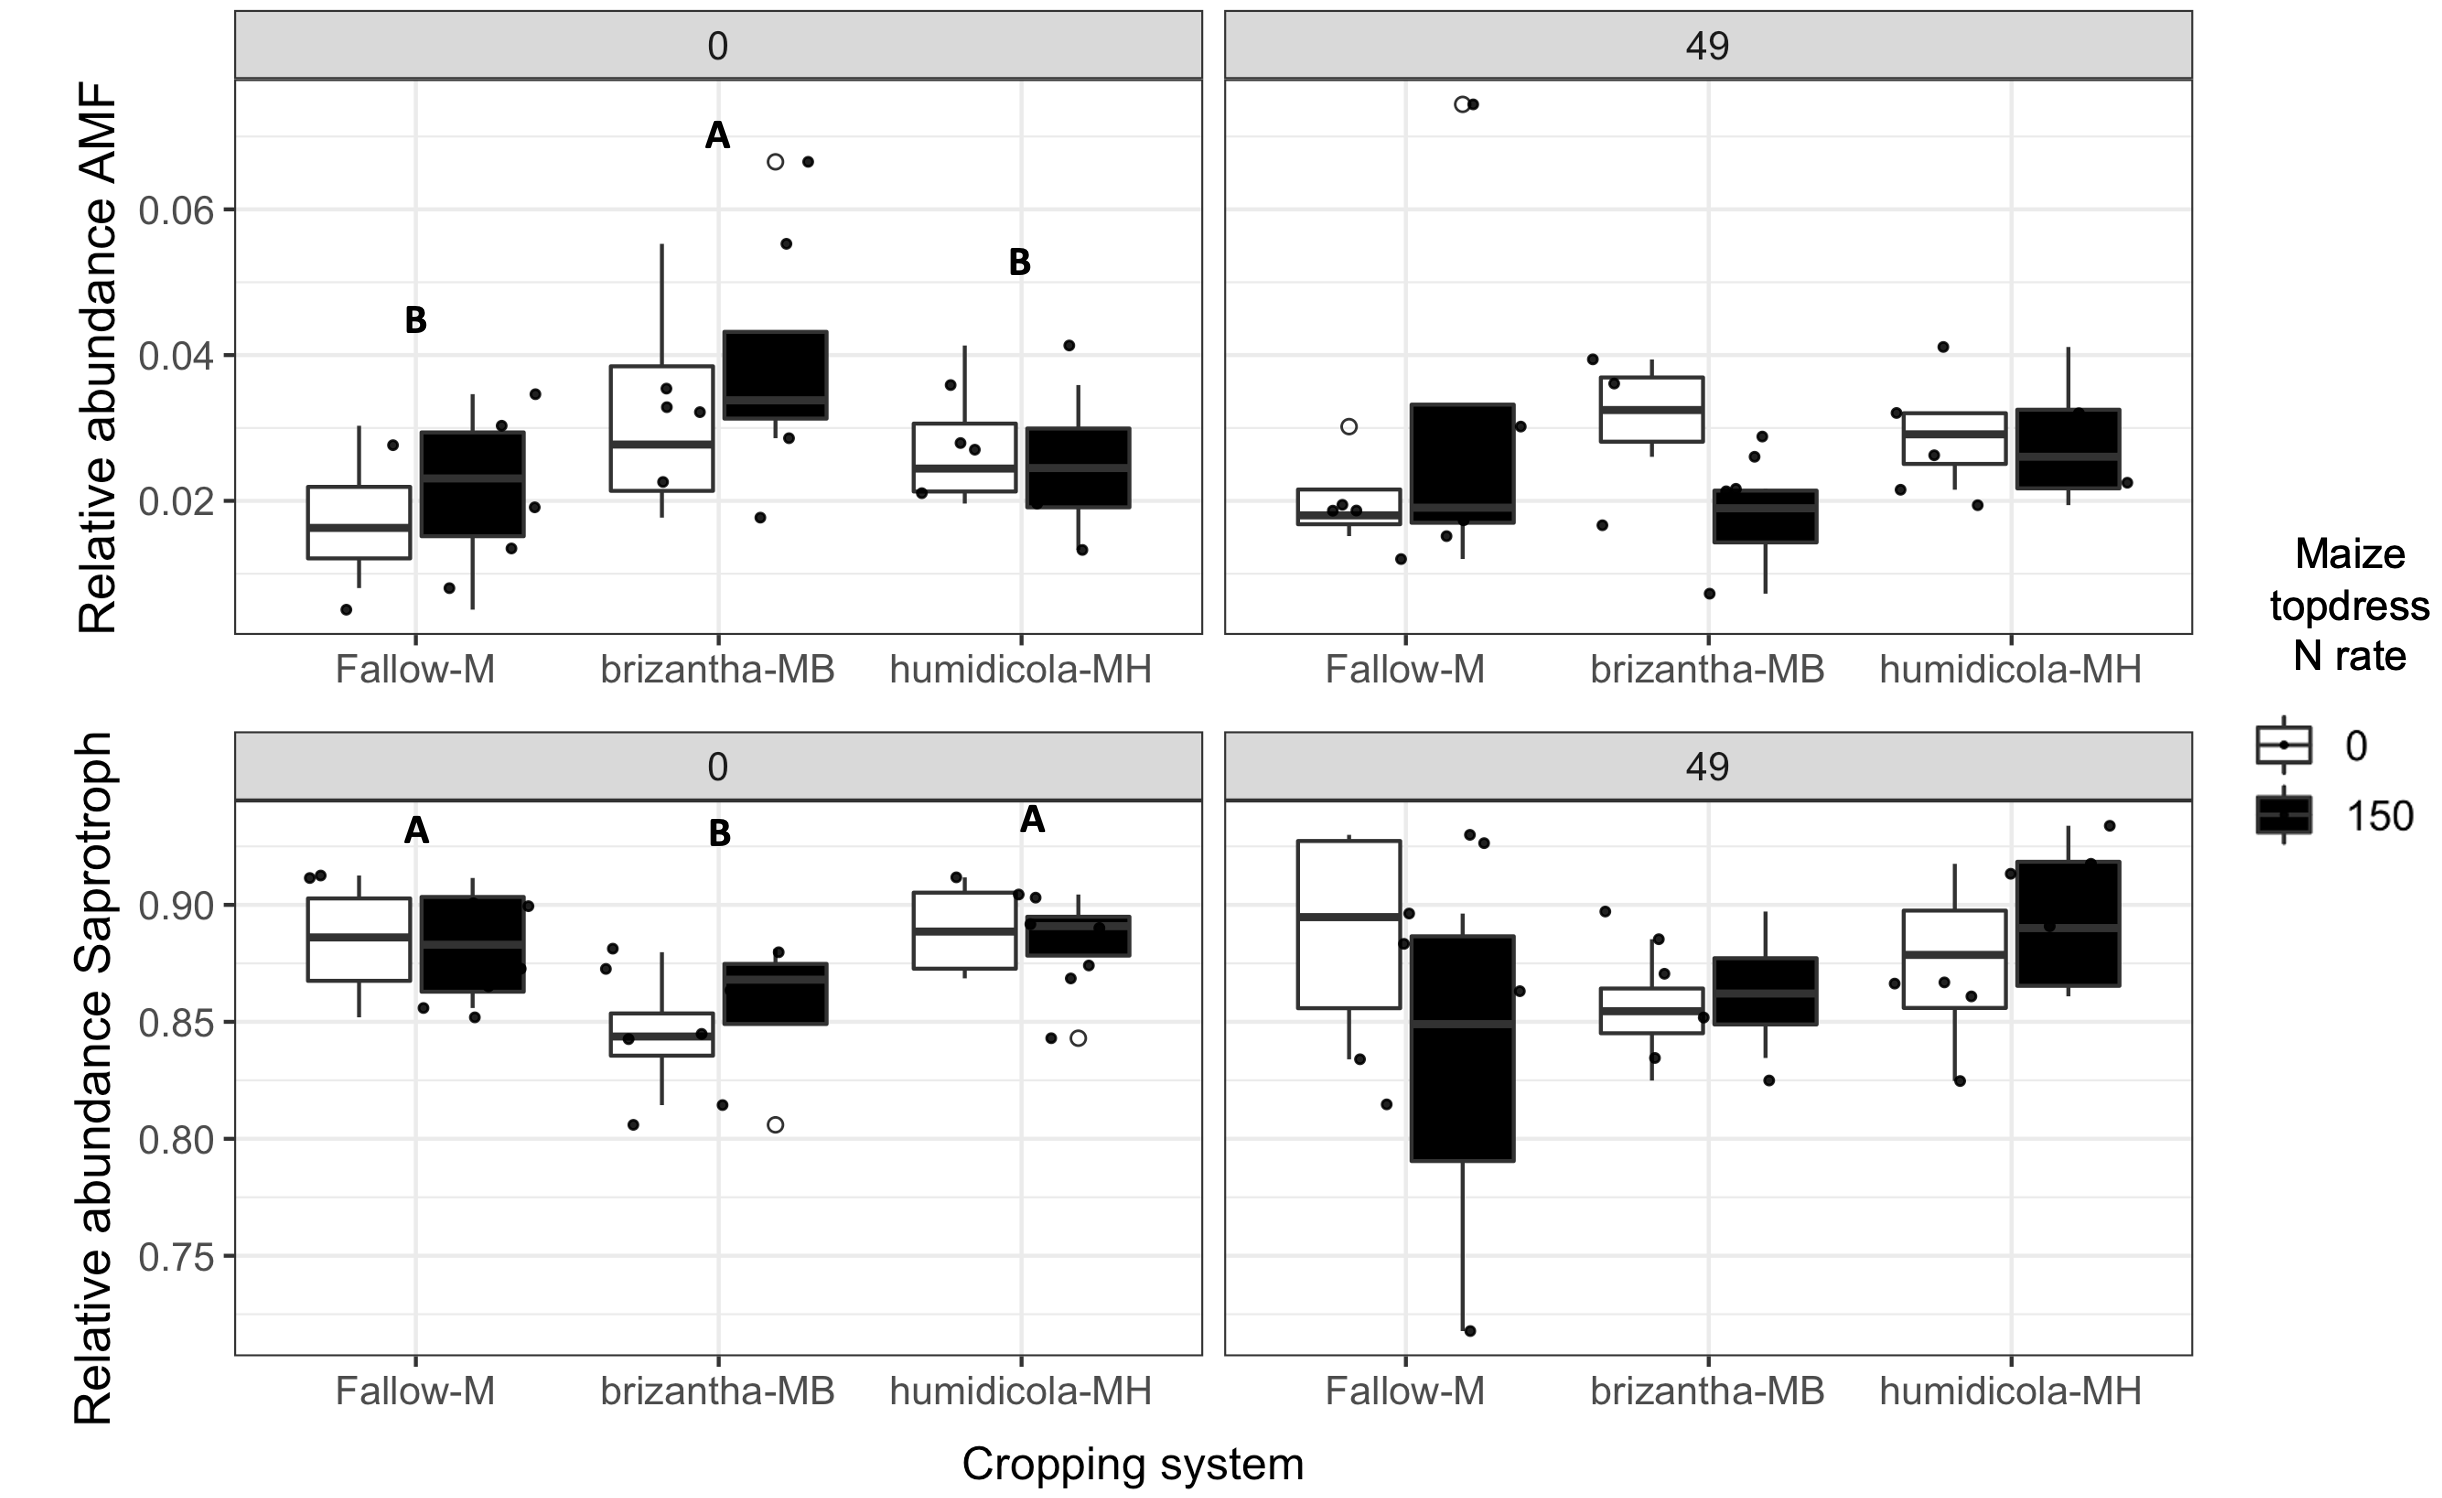 0
49
Relative abundance AMF
0.06
0.04
0.02
B
A
B
Fallow-M
brizantha-MB
humidicola-MH
Fallow-M
brizantha-MB
humidicola-MH
Maize
topdress
N rate
0
150
0
49
Relative abundance Saprotroph
0.90
0.85
0.80
0.75
A
B
A
Fallow-M
brizantha-MB
humidicola-MH
Fallow-M
brizantha-MB
humidicola-MH
Cropping system